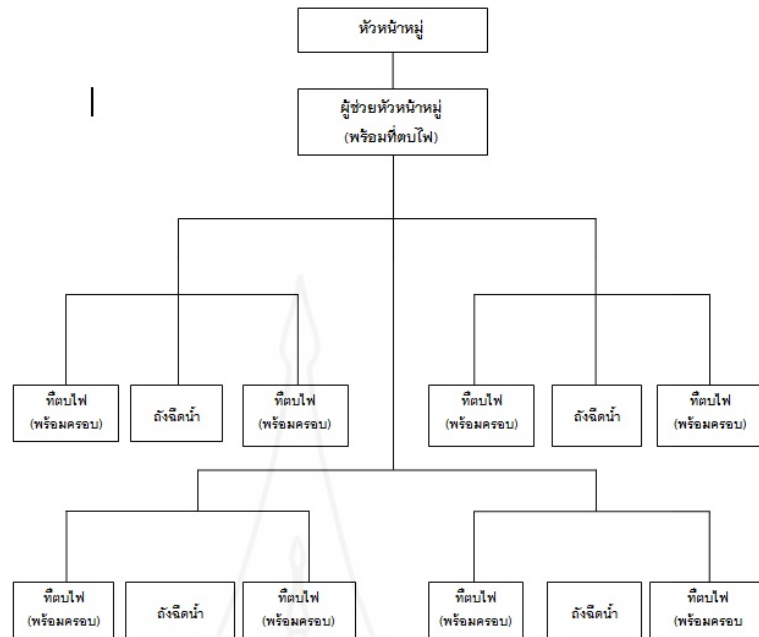 หัวหน้าหมู่
ผู้ช่วยหัวหน้าหมู่
(พร้อมที่ตบไฟ)
ที่ตบไฟ
(พร้อมครอบ)
ถังฉีดน้ำ
ที่ตบไฟ
(พร้อมครอบ)
ที่ตบไฟ
(พร้อมครอบ)
ถังฉีดน้ำ
ที่ตบไฟ
(พร้อมครอบ)
ที่ตบไฟ
(พร้อมครอบ)
ถังฉีดน้ำ
ที่ตบไฟ
(พร้อมครอบ)
ที่ตบไฟ
(พร้อมครอบ)
ถังฉีดน้ำ
ที่ตบไฟ
(พร้อมครอบ